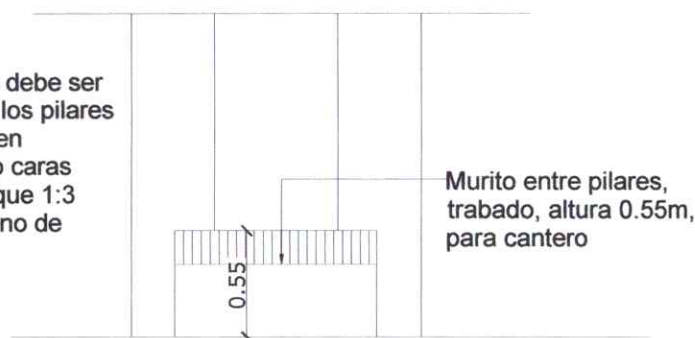 debe ser
los pilares
en
caras
que 1:3
no de
0.55
Murito entre pilares,
trabado, altura 0.55m,
para cantero